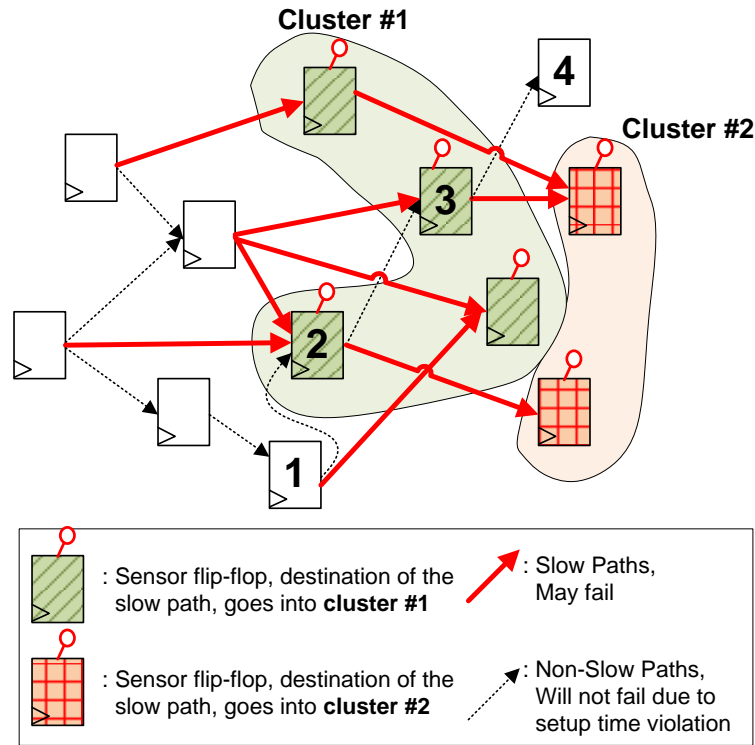 Cluster #1
4
Cluster #2
3
2
1
: Sensor flip-flop, destination of the
slow path, goes into cluster #1
: Slow Paths,
May fail
: Sensor flip-flop, destination of the
slow path, goes into cluster #2
: Non-Slow Paths,
Will not fail due to
setup time violation